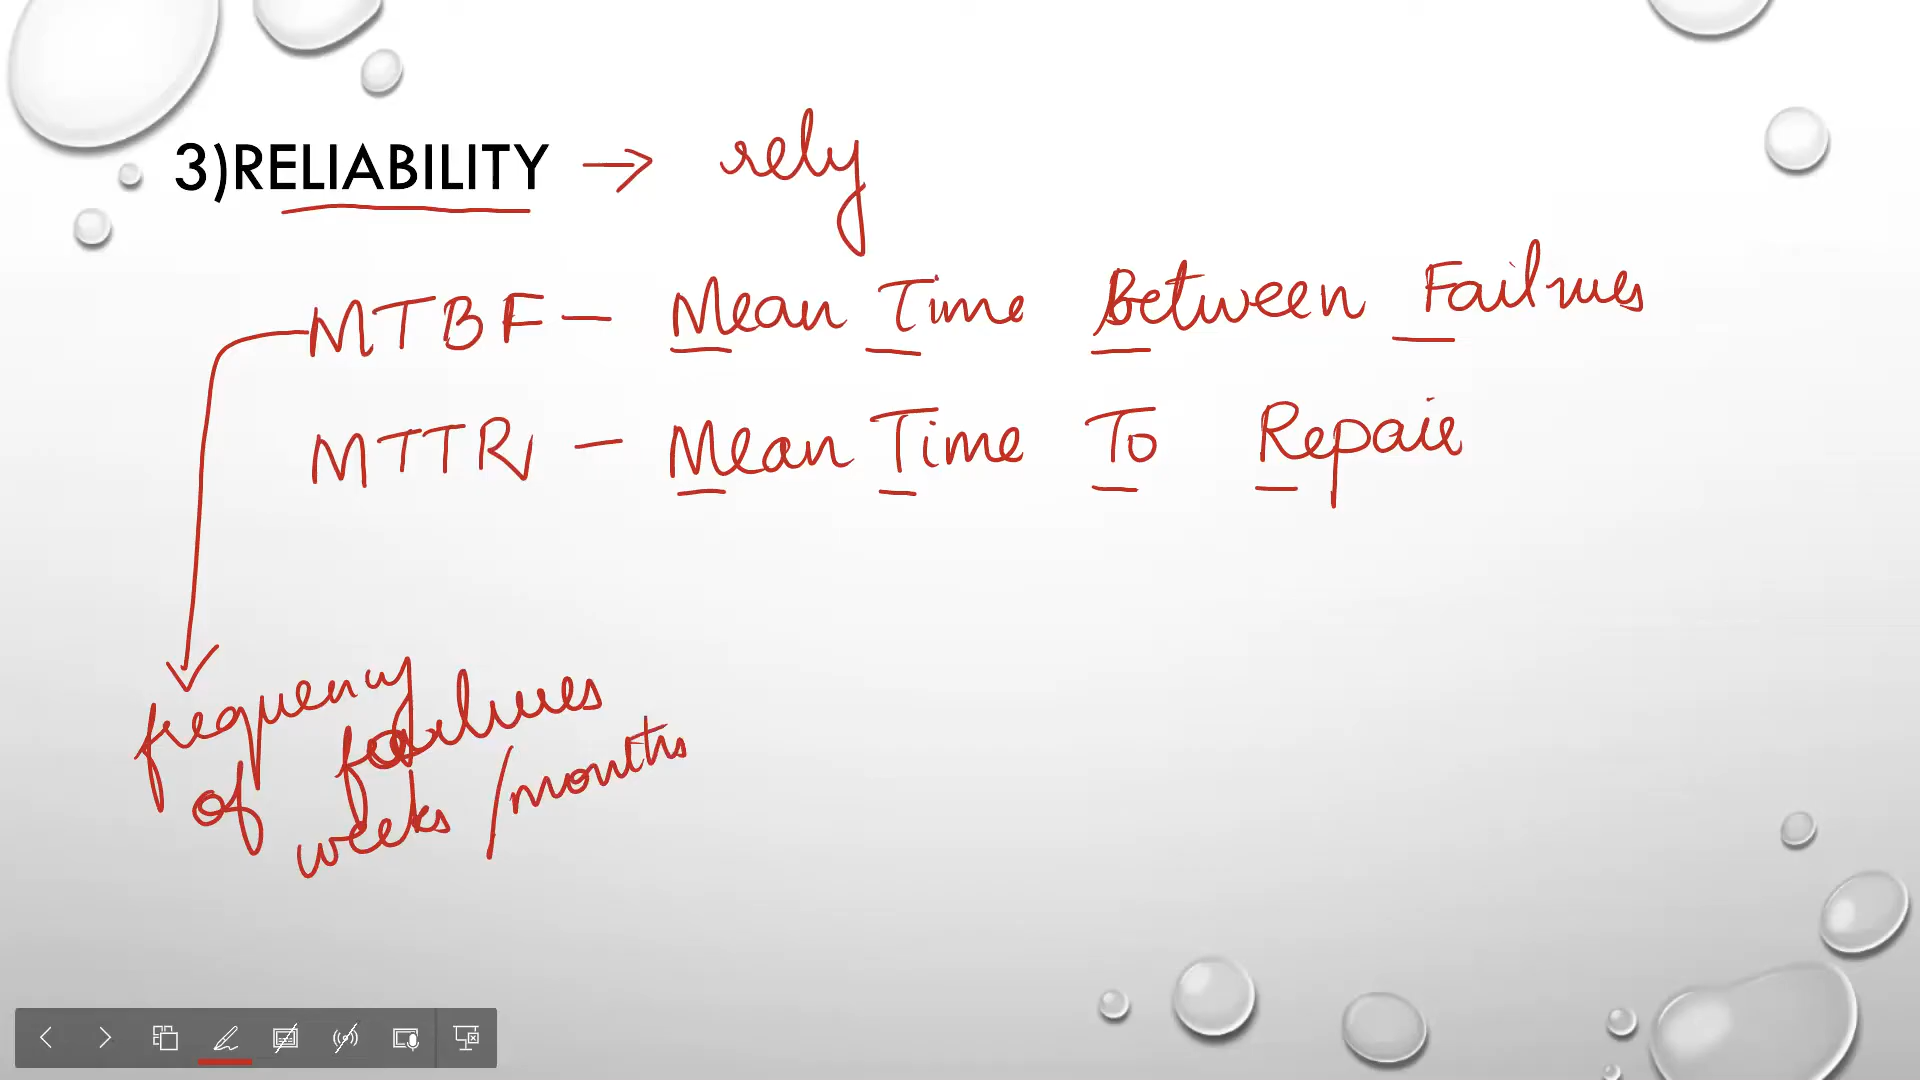 3)RELIABILITY → rely
MTBF – Mean Time Between Failures
MTTR – Mean Time To Repair
frequency
of failures
weeks/months